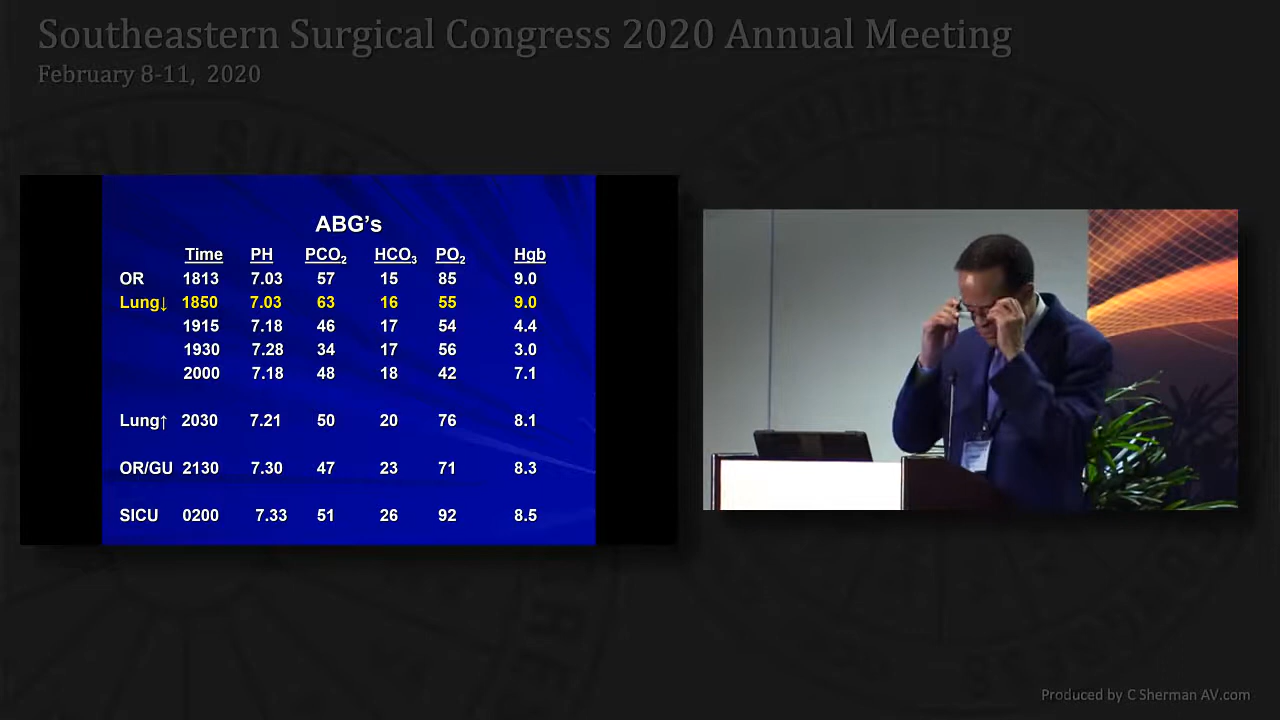 Southeastern Surgical Congress 2020 Annual Meeting
February 8-11, 2020
ABG's
Time PH PCO2 HCO3 PO2 Hqb
OR 1813 7.03 57 15 85 9.0
Lung↓ 1850 7.03 63 16 55 9.0
1915 7.18 46 17 54 4.4
1930 7.28 34 17 56 3.0
2000 7.18 48 18 42 7.1
Lung↑ 2030 7.21 50 20 76 8.1
OR/GU 2130 7.30 47 23 71 8.3
SICU 0200 7.33 51 26 92 8.5
Produced by C Sherman AV.com